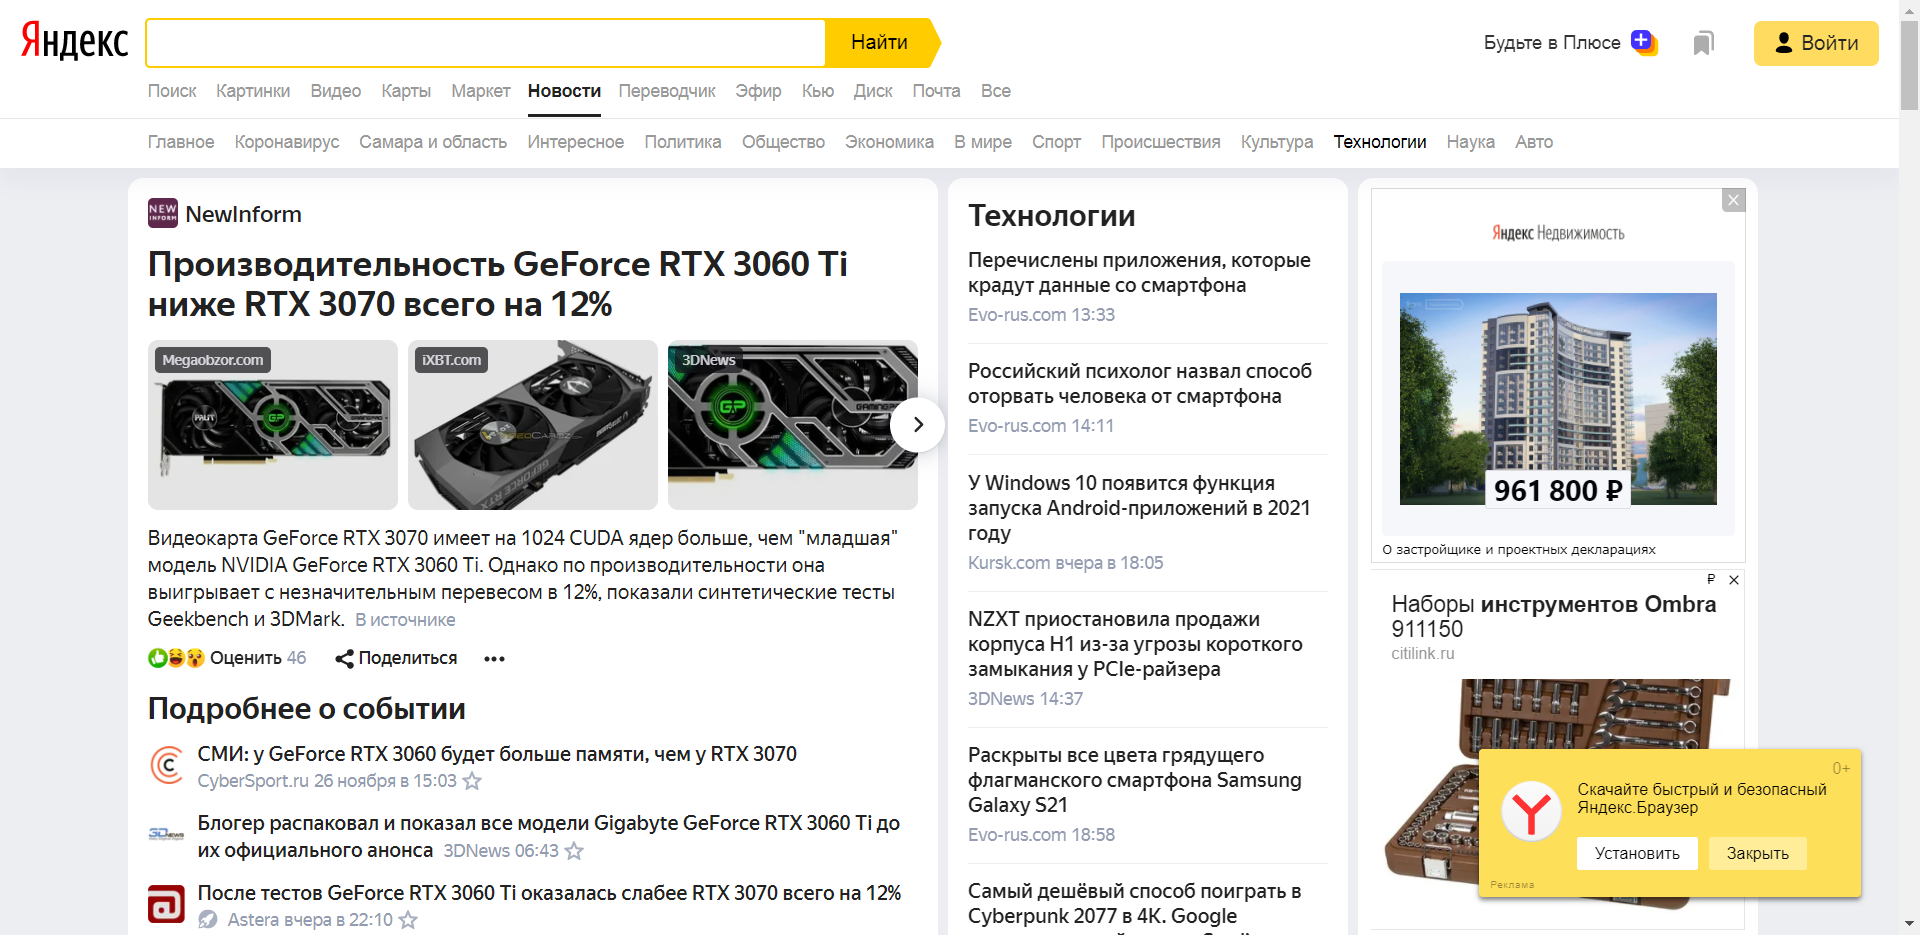 Яндекс
Найти
Будьте в Плюсе
Войти
Поиск Картинки Видео Карты Маркет Новости Переводчик Эфир Кью Диск Почта Все
Главное Коронавирус Самара и область Интересное Политика Общество Экономика В мире Спорт Происшествия Культура Технологии Наука Авто
NEW
INFORM
NewInform
Производительность GeForce RTX 3060 Ti
ниже RTX 3070 всего на 12%
Megaobzor.com
iXBT.com
3DNews
PALIT
GP
GP
Видеокарта GeForce RTX 3070 имеет на 1024 CUDA ядер больше, чем "младшая"
модель NVIDIA GeForce RTX 3060 Ti. Однако по производительности она
выигрывает с незначительным перевесом в 12%, показали синтетические тесты
Geekbench и 3DMark. В источнике
Оценить 46
Поделиться
Подробнее о событии
СМИ: у GeForce RTX 3060 будет больше памяти, чем у RTX 3070
CyberSport.ru 26 ноября в 15:03
Блогер распаковал и показал все модели Gigabyte GeForce RTX 3060 Ti до
их официального анонса 3DNews 06:43
После тестов GeForce RTX 3060 Ti оказалась слабее RTX 3070 всего на 12%
Astera вчера в 22:10
Технологии
Перечислены приложения, которые
крадут данные со смартфона
Evo-rus.com 13:33
Российский психолог назвал способ
оторвать человека от смартфона
Evo-rus.com 14:11
У Windows 10 появится функция
запуска Android-приложений в 2021
году
Kursk.com вчера в 18:05
NZXT приостановила продажи
корпуса H1 из-за угрозы короткого
замыкания у PCIe-райзера
3DNews 14:37
Раскрыты все цвета грядущего
флагманского смартфона Samsung
Galaxy S21
Evo-rus.com 18:58
Самый дешёвый способ поиграть в
Cyberpunk 2077 в 4K. Google
Яндекс Недвижимость
961 800 ₽
О застройщике и проектных декларациях
₽
Наборы инструментов Ombra
911150
citilink.ru
0+
Скачайте быстрый и безопасный
Яндекс.Браузер
Установить
Закрыть
Реклама